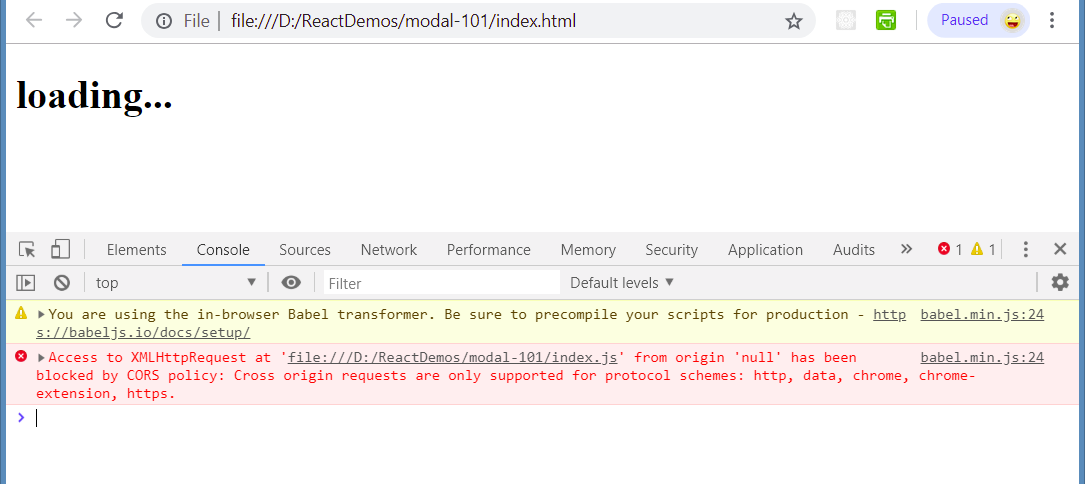 File | file:///D:/ReactDemos/modal-101/index.html Paused
loading...
Elements Console Sources Network Performance Memory Security Application Audits » 1 1
top Filter Default levels
You are using the in-browser Babel transformer. Be sure to precompile your scripts for production - http babel.min.js:24
s://babeljs.io/docs/setup/
Access to XMLHttpRequest at 'file:///D:/ReactDemos/modal-101/index.js' from origin 'null' has been babel.min.js:24
blocked by CORS policy: Cross origin requests are only supported for protocol schemes: http, data, chrome, chrome-
extension, https.